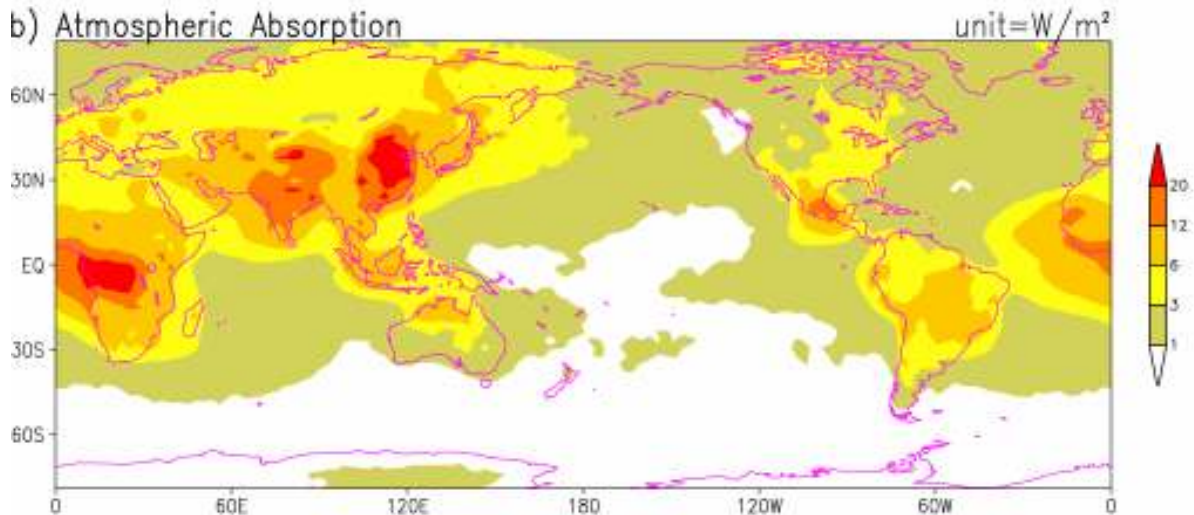 b) Atmospheric Absorption unit=W/m²
60N
30N
EQ
30S
60S
0 60E 120E 180 120W 60W 0
20
12
6
3
1